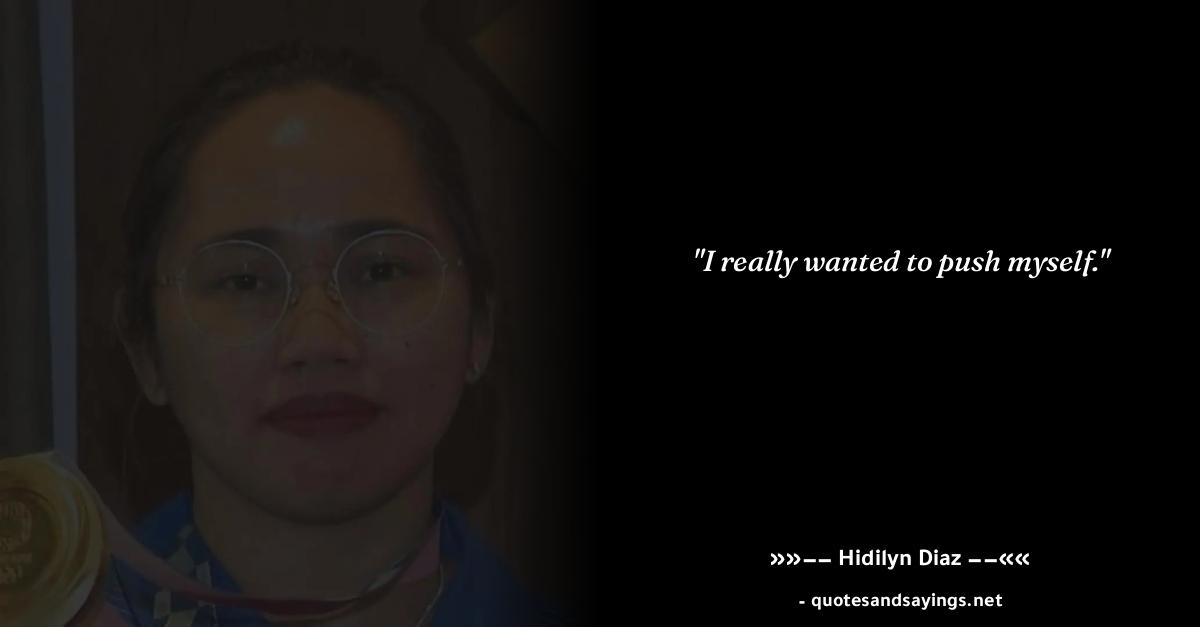 "I really wanted to push myself."
»»–– Hidilyn Diaz ––««
- quotesandsayings.net